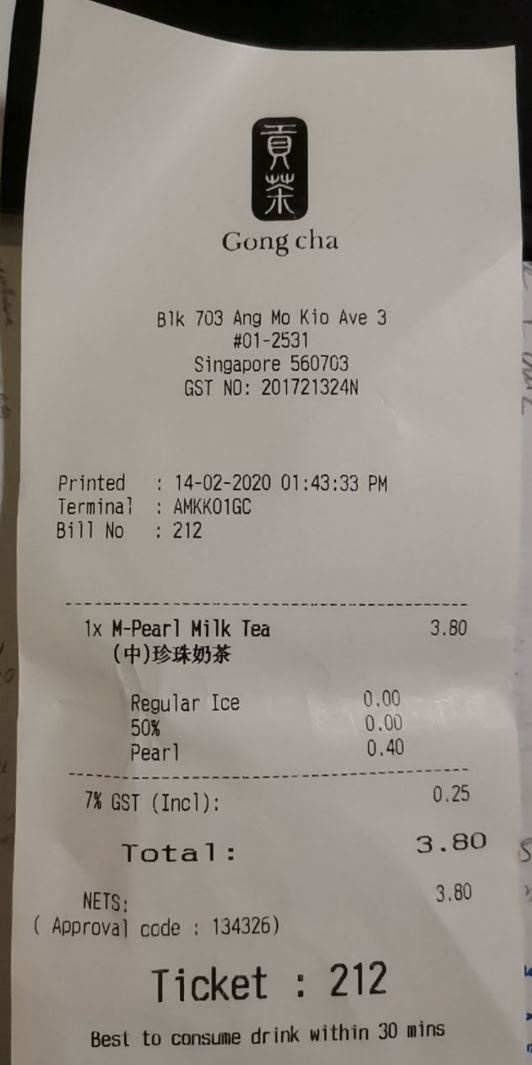 貢茶
Gong cha
Blk 703 Ang Mo Kio Ave 3
#01-2531
Singapore 560703
GST NO: 201721324N
Printed : 14-02-2020 01:43:33 PM
Terminal : AMKK01GC
Bill No : 212
1x M-Pearl Milk Tea 3.80
(中)珍珠奶茶
Regular Ice 0.00
50% 0.00
Pearl 0.40
7% GST (Incl): 0.25
Total: 3.80
NETS: 3.80
( Approval code : 134326)
Ticket : 212
Best to consume drink within 30 mins